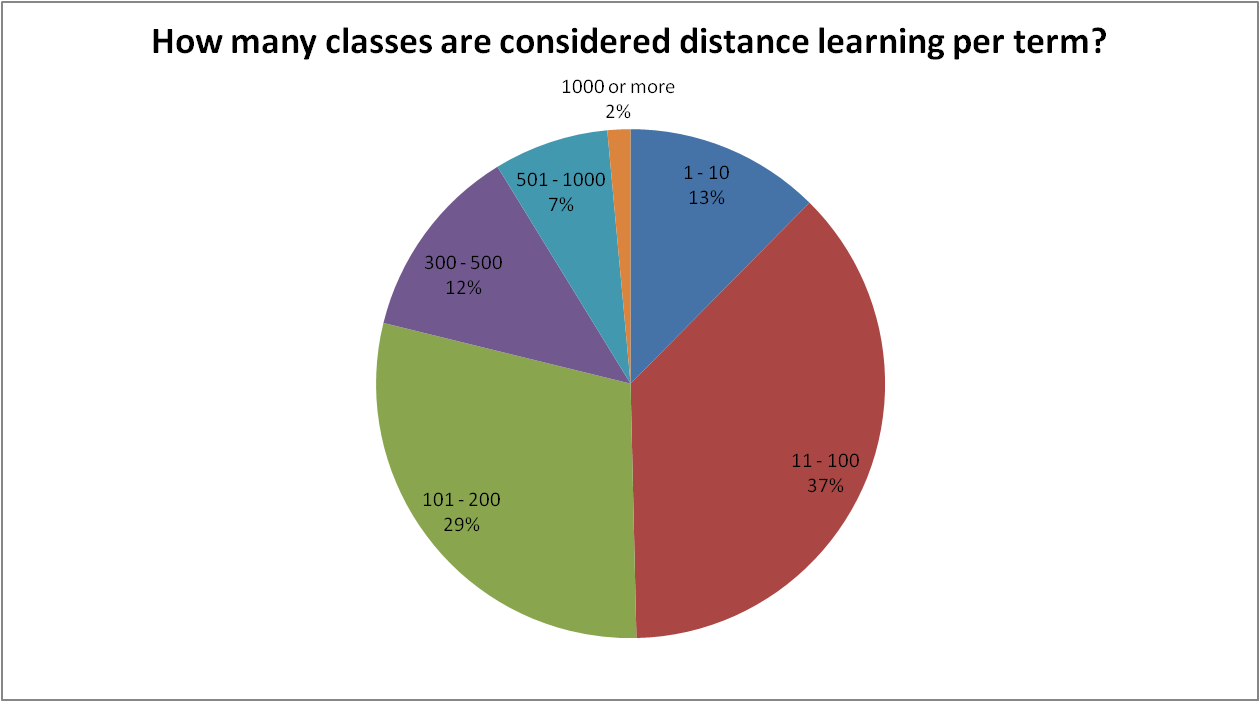 How many classes are considered distance learning per term?
1000 or more
2%
1 - 10
13%
501 - 1000
7%
300 - 500
12%
11 - 100
37%
101 - 200
29%